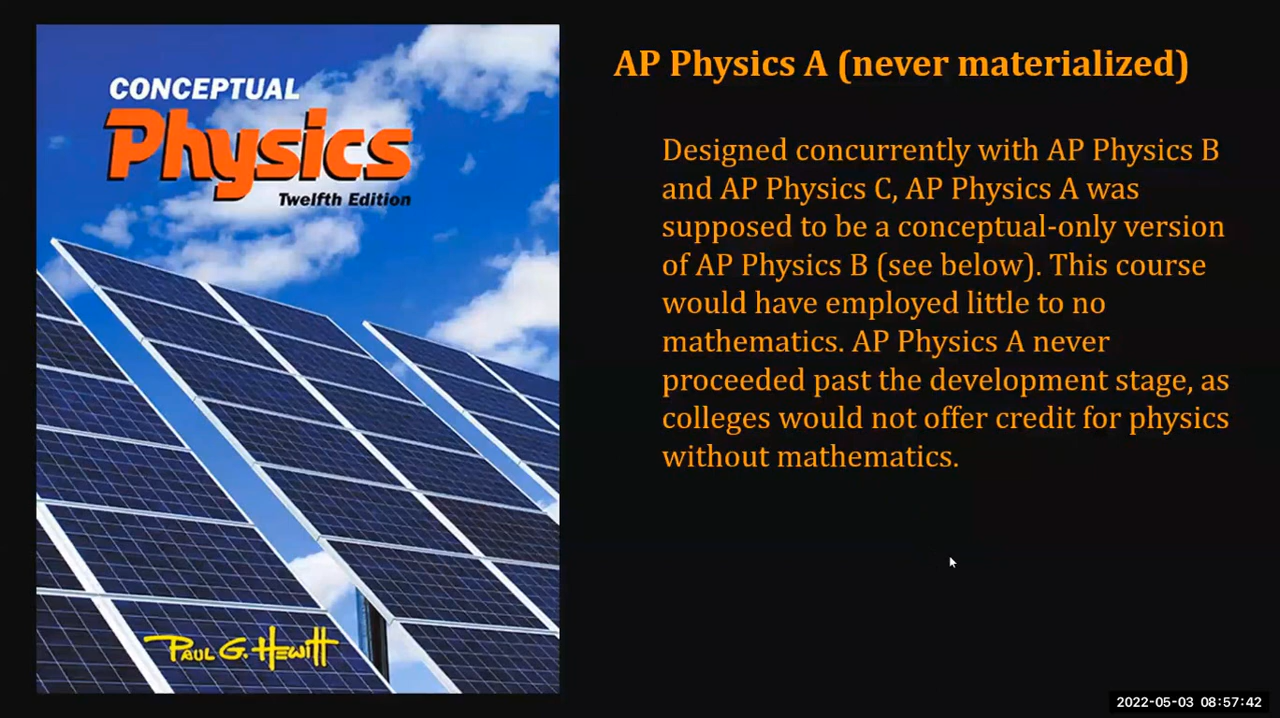 CONCEPTUAL
Physics
Twelfth Edition
PAUL G. HEWITT
AP Physics A (never materialized)
Designed concurrently with AP Physics B
and AP Physics C, AP Physics A was
supposed to be a conceptual-only version
of AP Physics B (see below). This course
would have employed little to no
mathematics. AP Physics A never
proceeded past the development stage, as
colleges would not offer credit for physics
without mathematics.
2022-05-03 08:57:42